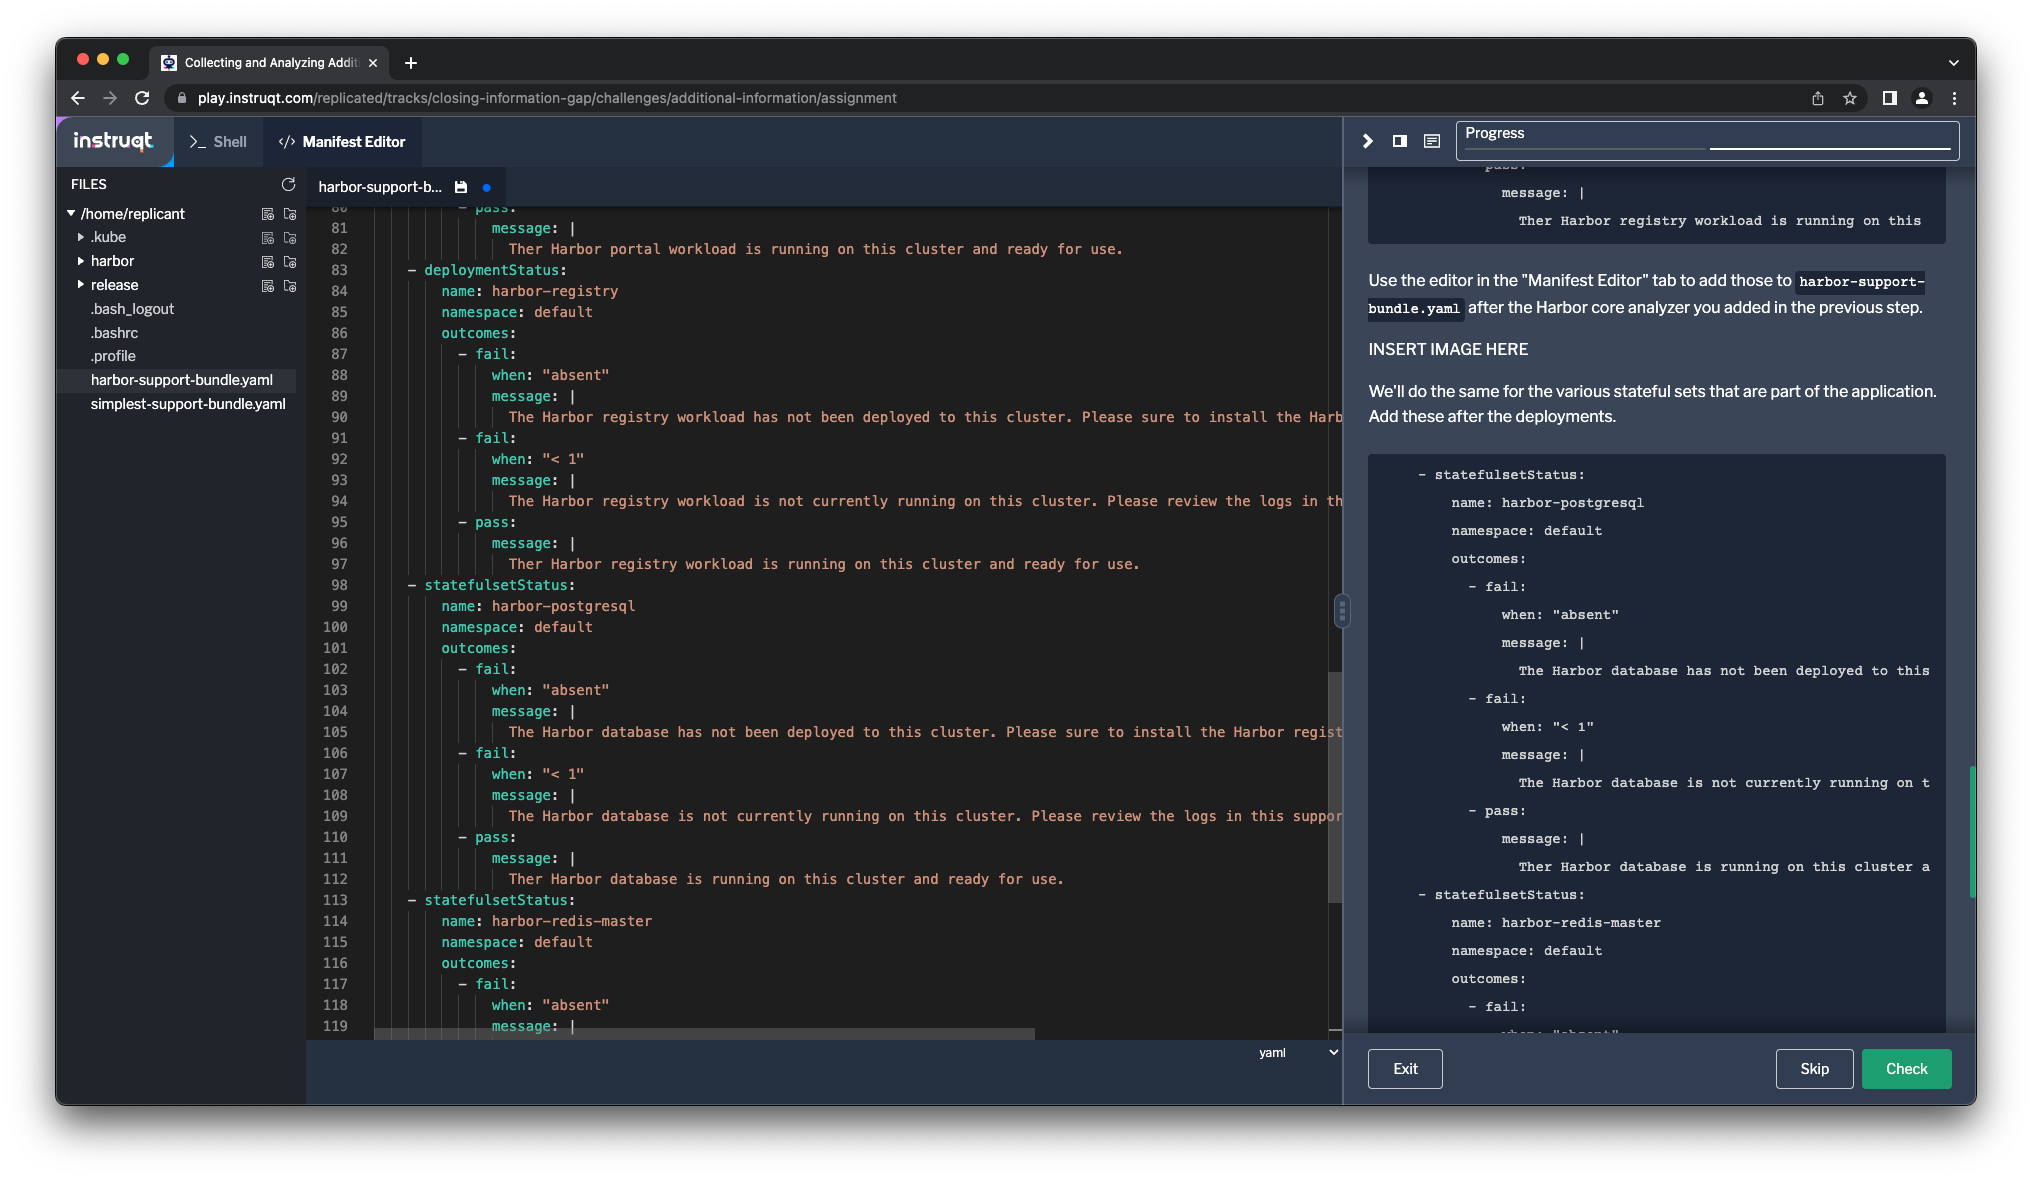 Collecting and Analyzing Addit
play.instruqt.com/replicated/tracks/closing-information-gap/challenges/additional-information/assignment
instruqt
>_ Shell
</> Manifest Editor
Progress
FILES
harbor-support-b...
/home/replicant
.kube
harbor
release
.bash_logout
.bashrc
.profile
harbor-support-bundle.yaml
simplest-support-bundle.yaml
80 - pass:
81 message: |
82 Ther Harbor portal workload is running on this cluster and ready for use.
83 - deploymentStatus:
84 name: harbor-registry
85 namespace: default
86 outcomes:
87 - fail:
88 when: "absent"
89 message: |
90 The Harbor registry workload has not been deployed to this cluster. Please sure to install the Harb
91 - fail:
92 when: "< 1"
93 message: |
94 The Harbor registry workload is not currently running on this cluster. Please review the logs in th
95 - pass:
96 message: |
97 Ther Harbor registry workload is running on this cluster and ready for use.
98 - statefulsetStatus:
99 name: harbor-postgresql
100 namespace: default
101 outcomes:
102 - fail:
103 when: "absent"
104 message: |
105 The Harbor database has not been deployed to this cluster. Please sure to install the Harbor regist
106 - fail:
107 when: "< 1"
108 message: |
109 The Harbor database is not currently running on this cluster. Please review the logs in this suppor
110 - pass:
111 message: |
112 Ther Harbor database is running on this cluster and ready for use.
113 - statefulsetStatus:
114 name: harbor-redis-master
115 namespace: default
116 outcomes:
117 - fail:
118 when: "absent"
119 message: |
yaml
pass:
message: |
Ther Harbor registry workload is running on this
Use the editor in the "Manifest Editor" tab to add those to harbor-support-
bundle.yaml after the Harbor core analyzer you added in the previous step.
INSERT IMAGE HERE
We'll do the same for the various stateful sets that are part of the application.
Add these after the deployments.
- statefulsetStatus:
name: harbor-postgresql
namespace: default
outcomes:
- fail:
when: "absent"
message: |
The Harbor database has not been deployed to this
- fail:
when: "< 1"
message: |
The Harbor database is not currently running on t
- pass:
message: |
Ther Harbor database is running on this cluster a
- statefulsetStatus:
name: harbor-redis-master
namespace: default
outcomes:
- fail:
when: "absent"
Exit
Skip
Check